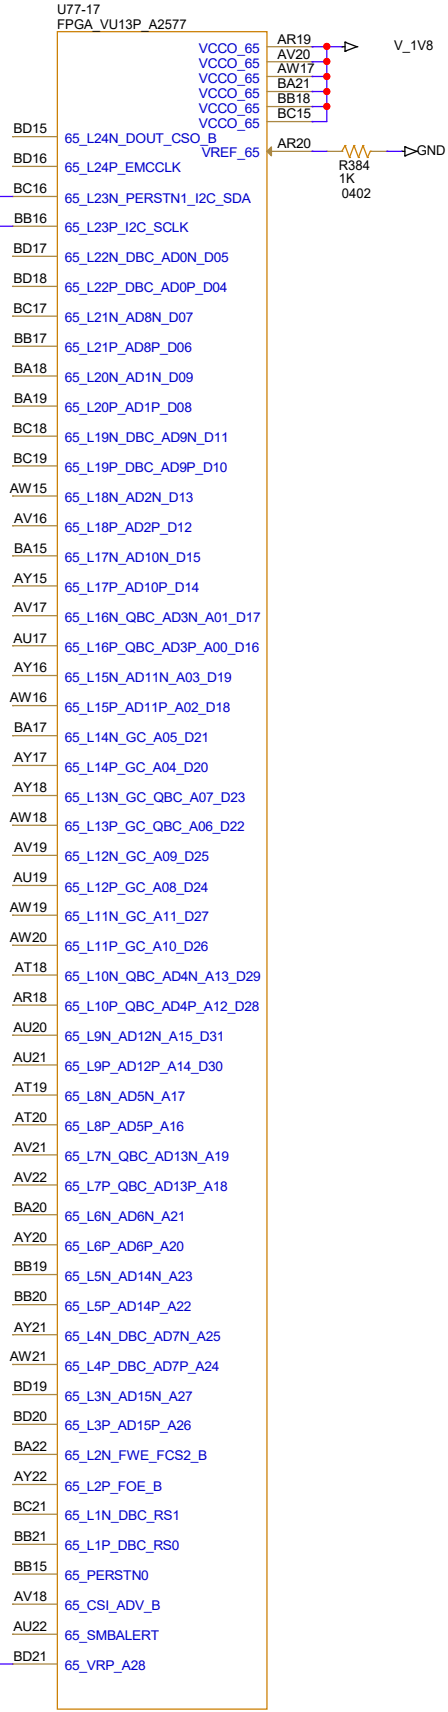 U77-17
FPGA_VU13P_A2577
VCCO_65 AR19 V_1V8
VCCO_65 AV20
VCCO_65 AW17
VCCO_65 BA21
VCCO_65 BB18
VCCO_65 BC15
BD15 65_L24N_DOUT_CSO_B
VREF_65 AR20 GND
R384
1K
0402
BD16 65_L24P_EMCCLK
BC16 65_L23N_PERSTN1_I2C_SDA
BB16 65_L23P_I2C_SCLK
BD17 65_L22N_DBC_AD0N_D05
BD18 65_L22P_DBC_AD0P_D04
BC17 65_L21N_AD8N_D07
BB17 65_L21P_AD8P_D06
BA18 65_L20N_AD1N_D09
BA19 65_L20P_AD1P_D08
BC18 65_L19N_DBC_AD9N_D11
BC19 65_L19P_DBC_AD9P_D10
AW15 65_L18N_AD2N_D13
AV16 65_L18P_AD2P_D12
BA15 65_L17N_AD10N_D15
AY15 65_L17P_AD10P_D14
AV17 65_L16N_QBC_AD3N_A01_D17
AU17 65_L16P_QBC_AD3P_A00_D16
AY16 65_L15N_AD11N_A03_D19
AW16 65_L15P_AD11P_A02_D18
BA17 65_L14N_GC_A05_D21
AY17 65_L14P_GC_A04_D20
AY18 65_L13N_GC_QBC_A07_D23
AW18 65_L13P_GC_QBC_A06_D22
AV19 65_L12N_GC_A09_D25
AU19 65_L12P_GC_A08_D24
AW19 65_L11N_GC_A11_D27
AW20 65_L11P_GC_A10_D26
AT18 65_L10N_QBC_AD4N_A13_D29
AR18 65_L10P_QBC_AD4P_A12_D28
AU20 65_L9N_AD12N_A15_D31
AU21 65_L9P_AD12P_A14_D30
AT19 65_L8N_AD5N_A17
AT20 65_L8P_AD5P_A16
AV21 65_L7N_QBC_AD13N_A19
AV22 65_L7P_QBC_AD13P_A18
BA20 65_L6N_AD6N_A21
AY20 65_L6P_AD6P_A20
BB19 65_L5N_AD14N_A23
BB20 65_L5P_AD14P_A22
AY21 65_L4N_DBC_AD7N_A25
AW21 65_L4P_DBC_AD7P_A24
BD19 65_L3N_AD15N_A27
BD20 65_L3P_AD15P_A26
BA22 65_L2N_FWE_FCS2_B
AY22 65_L2P_FOE_B
BC21 65_L1N_DBC_RS1
BB21 65_L1P_DBC_RS0
BB15 65_PERSTN0
AV18 65_CSI_ADV_B
AU22 65_SMBALERT
BD21 65_VRP_A28